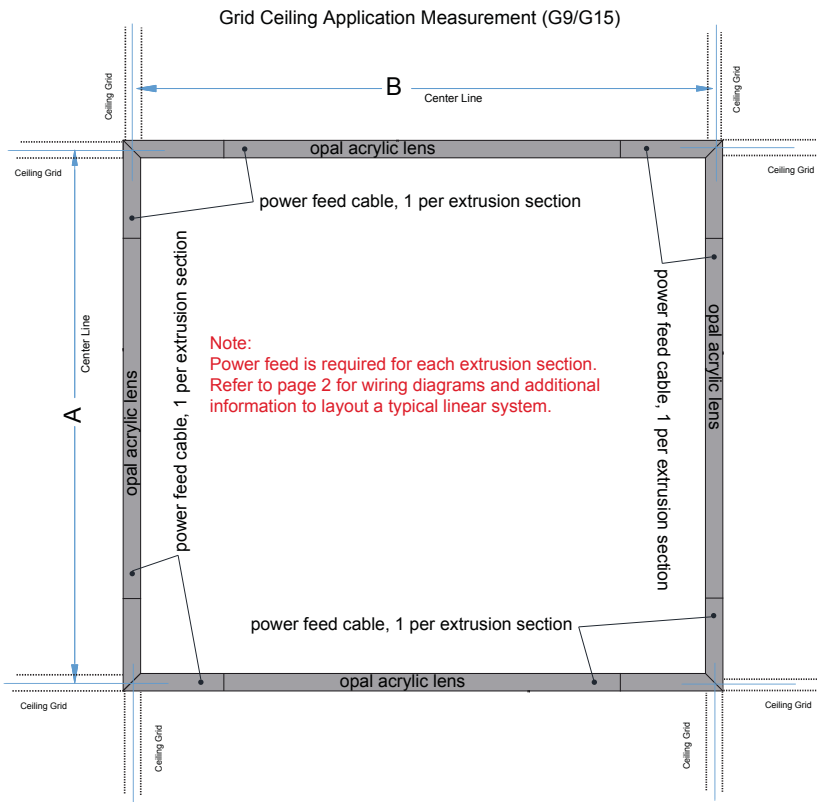 Grid Ceiling Application Measurement (G9/G15)
Ceiling Grid
B
Center Line
Ceiling Grid
opal acrylic lens
Ceiling Grid
Ceiling Grid
power feed cable, 1 per extrusion section
power feed cable, 1 per extrusion section
power feed cable, 1 per extrusion section
opal acrylic lens
Center Line
A
opal acrylic lens
Note:
Power feed is required for each extrusion section.
Refer to page 2 for wiring diagrams and additional
information to layout a typical linear system.
power feed cable, 1 per extrusion section
opal acrylic lens
Ceiling Grid
Ceiling Grid
Ceiling Grid
Ceiling Grid